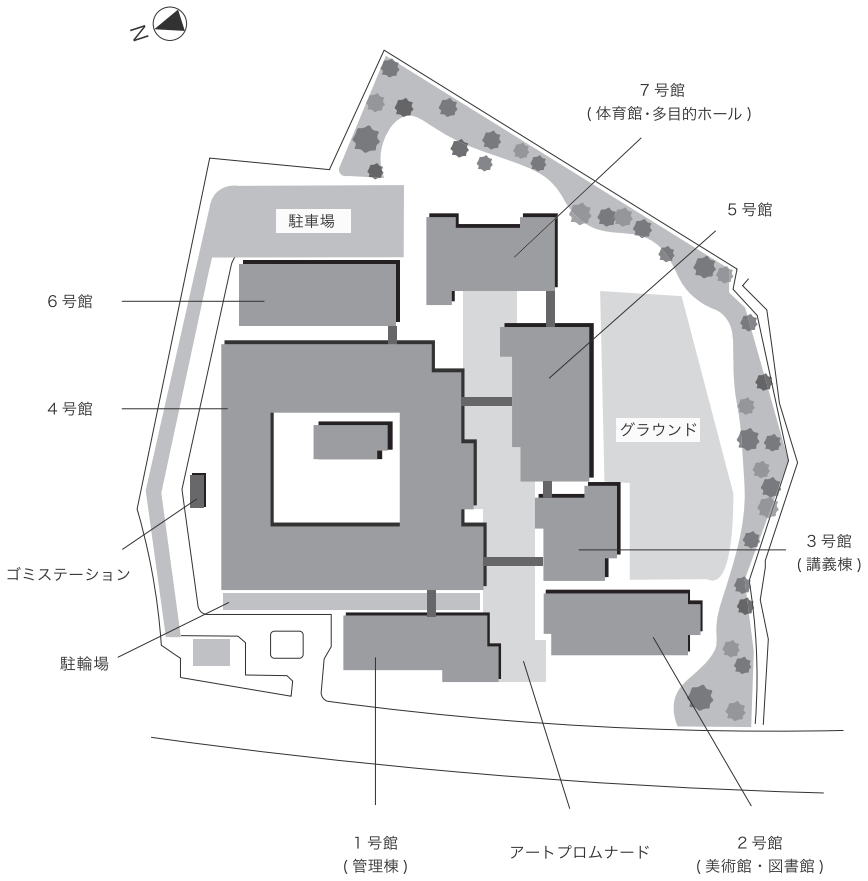 N
7 号館
( 体育館・多目的ホール )
5 号館
駐車場
6 号館
4 号館
グラウンド
3 号館
( 講義棟 )
ゴミステーション
駐輪場
1 号館
( 管理棟 )
アートプロムナード
2 号館
( 美術館・図書館 )